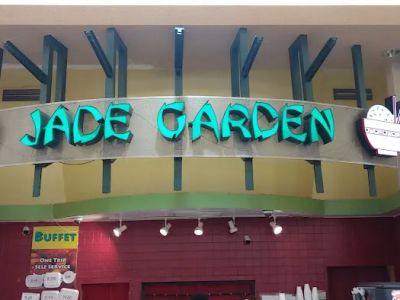 JADE GARDEN
BUFFET
ONE TRIP
SELF SERVICE